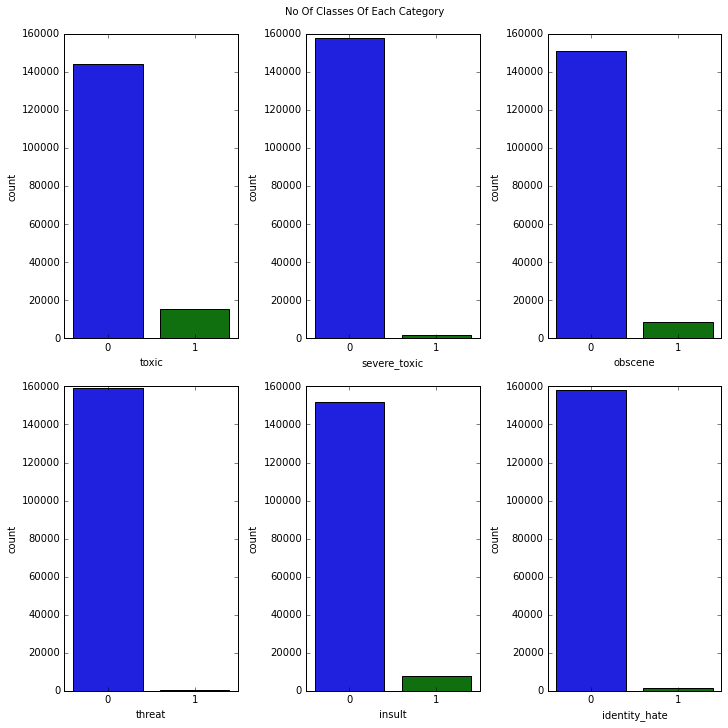 No Of Classes Of Each Category
160000 160000 160000
140000 140000 140000
120000 120000 120000
100000 100000 100000
count count count
80000 80000 80000
60000 60000 60000
40000 40000 40000
20000 20000 20000
0 0 0
0 1 0 1 0 1
toxic severe_toxic obscene
160000 160000 160000
140000 140000 140000
120000 120000 120000
100000 100000 100000
count count count
80000 80000 80000
60000 60000 60000
40000 40000 40000
20000 20000 20000
0 0 0
0 1 0 1 0 1
threat insult identity_hate